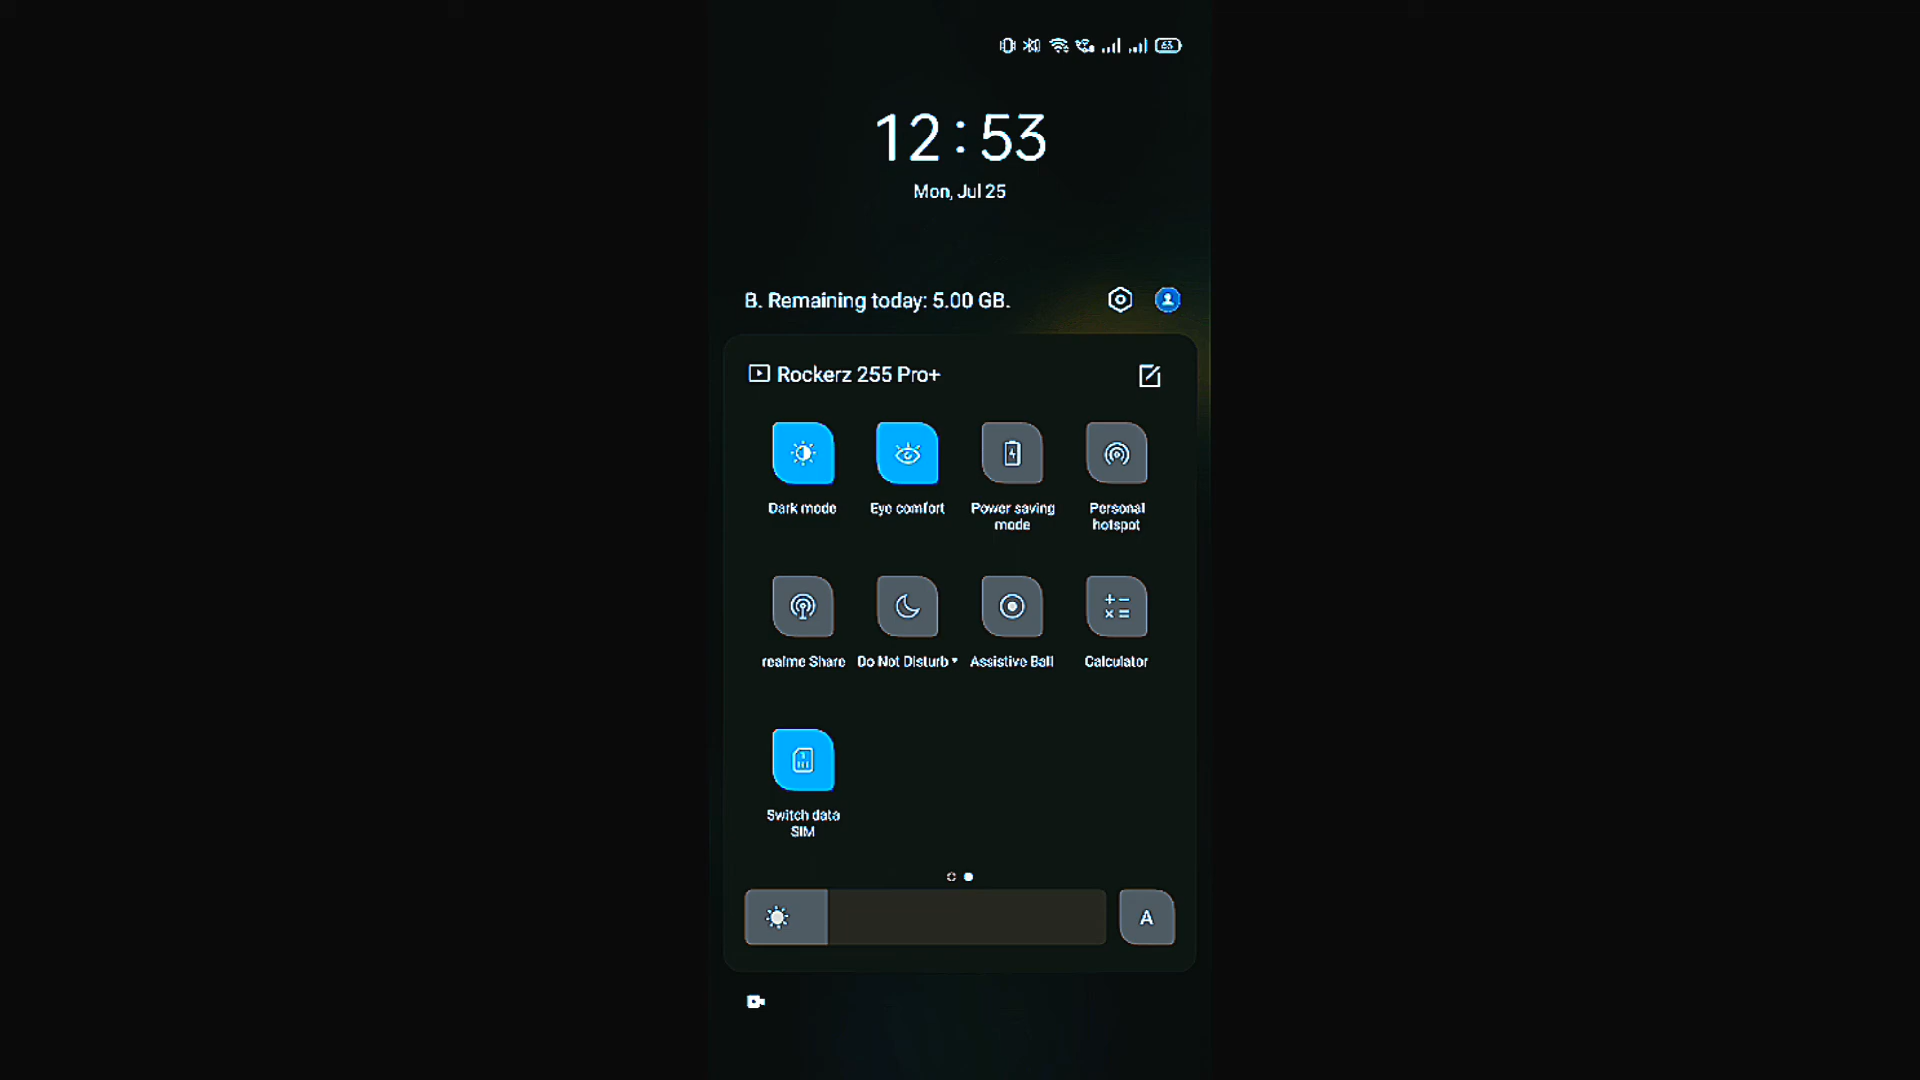 63
12:53
Mon, Jul 25
B. Remaining today: 5.00 GB.
Rockerz 255 Pro+
Dark mode
Eye comfort
Power saving
mode
Personal
hotspot
realme Share
Do Not Disturb
Assistive Ball
Calculator
Switch data
SIM
A